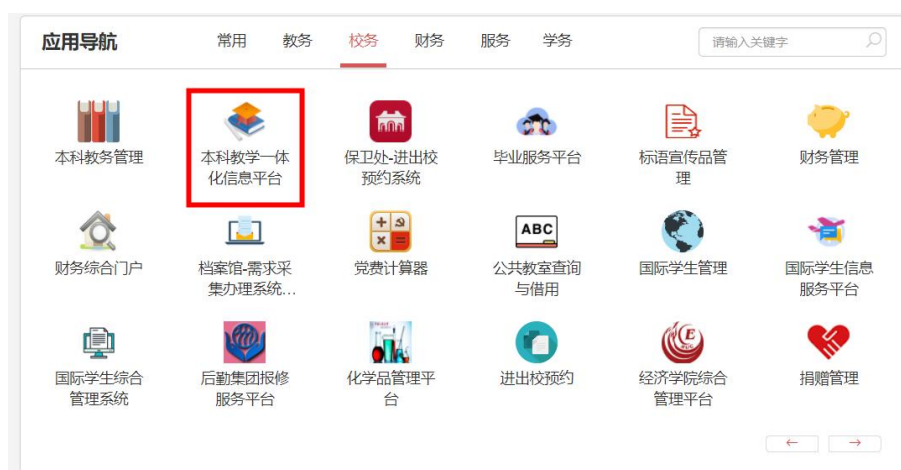 应用导航 常用 教务 校务 财务 服务 学务 请输入关键字
本科教务管理 本科教学一体 保卫处-进出校 毕业服务平台 标语宣传品管 财务管理
化信息平台 预约系统 理
ABC
财务综合门户 档案馆-需求采 党费计算器 公共教室查询 国际学生管理 国际学生信息
集办理系统... 与借用 服务平台
国际学生综合 后勤集团报修 化学品管理平 进出校预约 经济学院综合 捐赠管理
管理系统 服务平台 台 管理平台